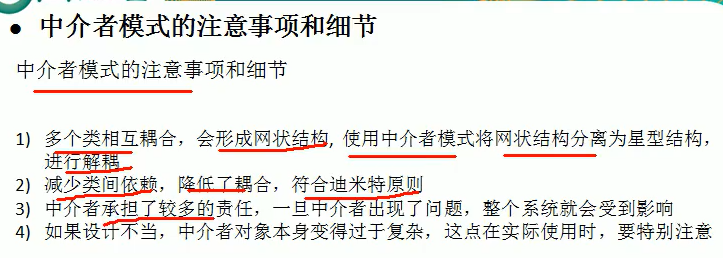 ● 中介者模式的注意事项和细节
中介者模式的注意事项和细节
1) 多个类相互耦合，会形成网状结构, 使用中介者模式将网状结构分离为星型结构，
进行解耦
2) 减少类间依赖，降低了耦合，符合迪米特原则
3) 中介者承担了较多的责任，一旦中介者出现了问题，整个系统就会受到影响
4) 如果设计不当，中介者对象本身变得过于复杂，这点在实际使用时，要特别注意